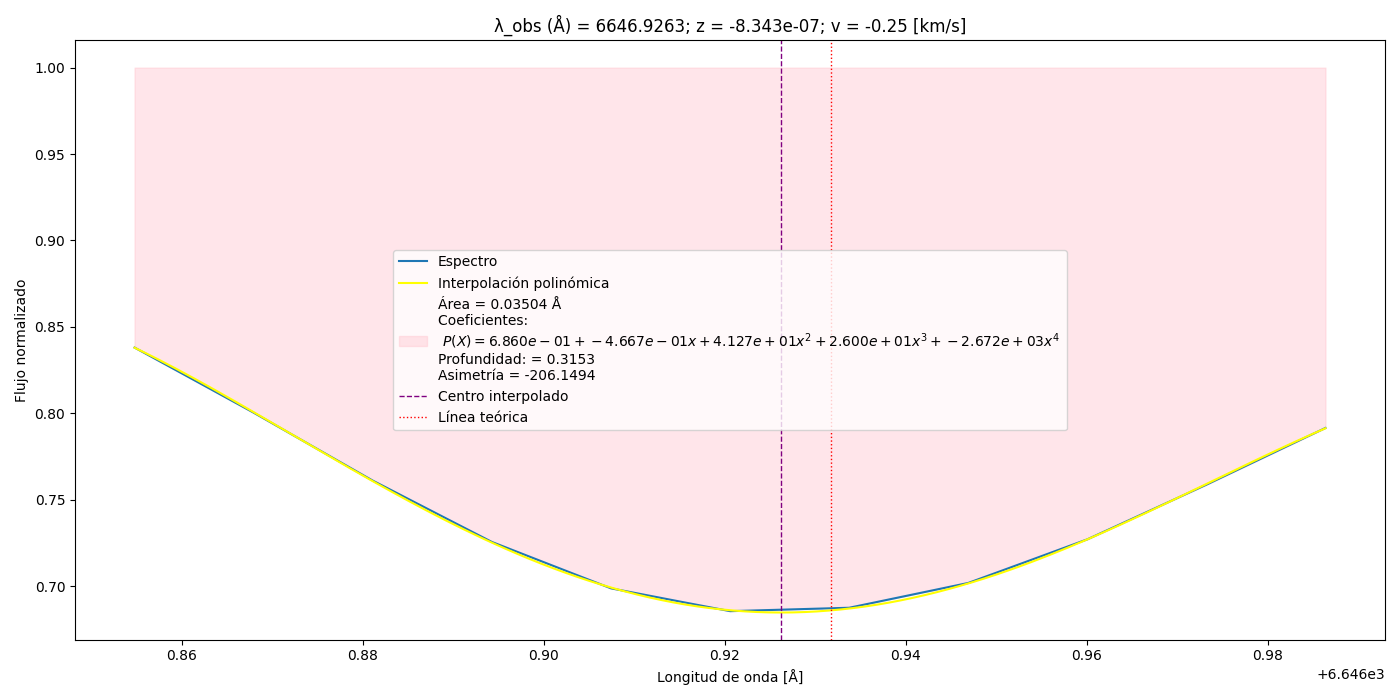 λ_obs (Å) = 6646.9263; z = -8.343e-07; v = -0.25 [km/s]
1.00
0.95
0.90
0.85
0.80
0.75
0.70
Flujo normalizado
Espectro
Interpolación polinómica
Área = 0.03504 Å
Coeficientes:
P(X) = 6.860e − 01 + −4.667e − 01x + 4.127e + 01x² + 2.600e + 01x³ + −2.672e + 03x⁴
Profundidad: = 0.3153
Asimetría = -206.1494
Centro interpolado
Línea teórica
0.86 0.88 0.90 0.92 0.94 0.96 0.98
+6.646e3
Longitud de onda [Å]